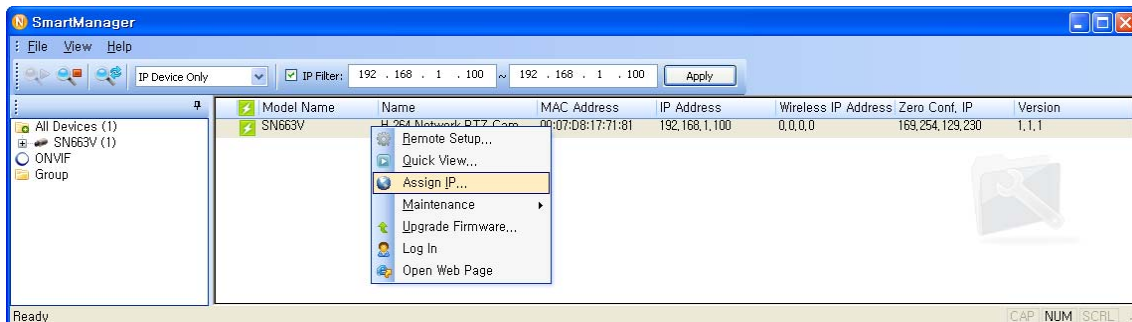 SmartManager
File View Help
IP Device Only IP Filter: 192 . 168 . 1 . 100 ~ 192 . 168 . 1 . 100 Apply
Model Name Name MAC Address IP Address Wireless IP Address Zero Conf, IP Version
All Devices (1)
SN663V (1)
ONVIF
Group
SN663V H.264 Network PTZ Cam 00:07:D8:17:71:81 192,168,1,100 0,0,0,0 169,254,129,230 1,1,1
Remote Setup,,,
Quick View,,,
Assign IP...
Maintenance
Upgrade Firmware,,,
Log In
Open Web Page
Ready CAP NUM SCRL